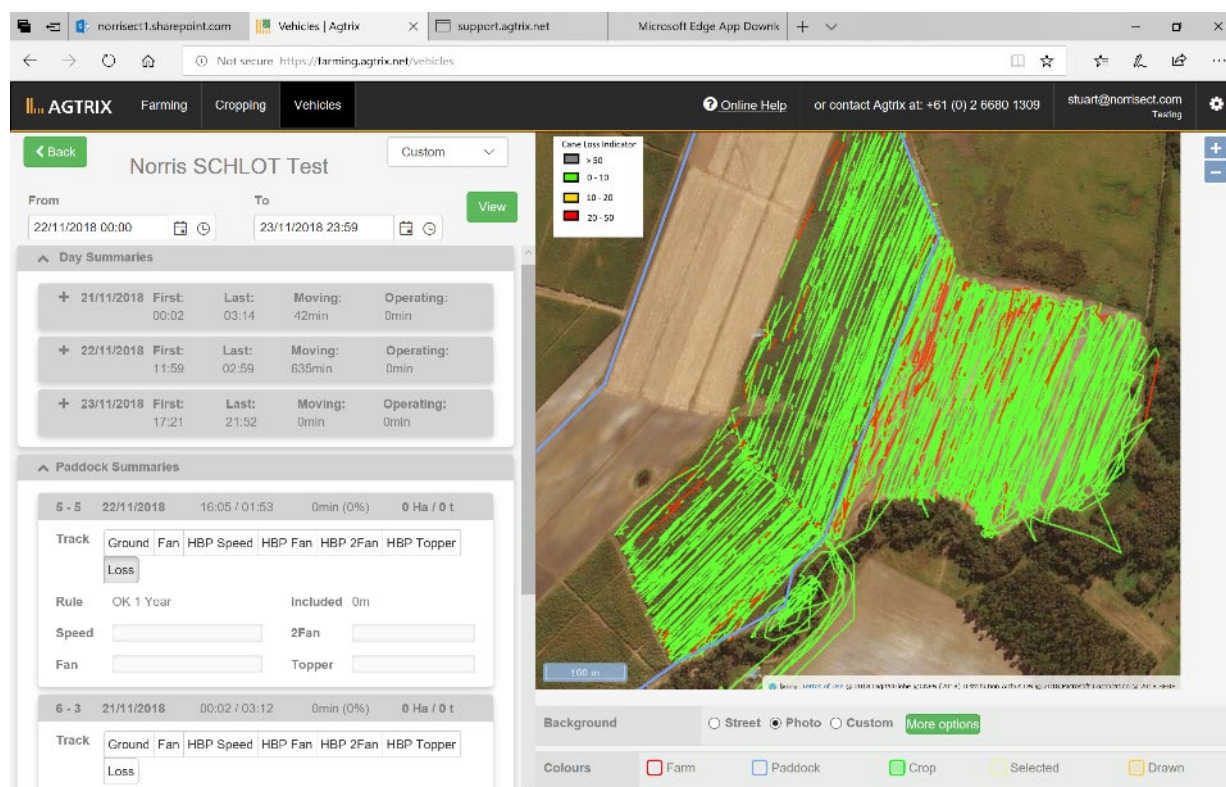 norrisect1.sharepoint.com
Vehicles | Agtrix
support.agtrix.net
Microsoft Edge App Downlo
Not secure https://farming.agtrix.net/vehicles
AGTRIX
Farming
Cropping
Vehicles
Online Help
or contact Agtrix at: +61 (0) 2 6680 1309
stuart@norrisect.com
Testing
Back
Norris SCHLOT Test
Custom
From
To
22/11/2018 00:00
23/11/2018 23:59
View
Day Summaries
21/11/2018 First: Last: Moving: Operating:
00:02 03:14 42min 0min
22/11/2018 First: Last: Moving: Operating:
11:59 02:59 635min 0min
23/11/2018 First: Last: Moving: Operating:
17:21 21:52 0min 0min
Paddock Summaries
5 - 5 22/11/2018 16:05 / 01:53 0min (0%) 0 Ha / 0 t
Track Ground Fan HBP Speed HBP Fan HBP 2Fan HBP Topper
Loss
Rule OK 1 Year Included 0m
Speed 2Fan
Fan Topper
6 - 3 21/11/2018 00:02 / 03:12 0min (0%) 0 Ha / 0 t
Track Ground Fan HBP Speed HBP Fan HBP 2Fan HBP Topper
Loss
Cane Loss Indicator
> 50
0 - 10
10 - 20
20 - 50
+
−
100 m
Terms of Use
Background Street Photo Custom More options
Colours Farm Paddock Crop Selected Drawn